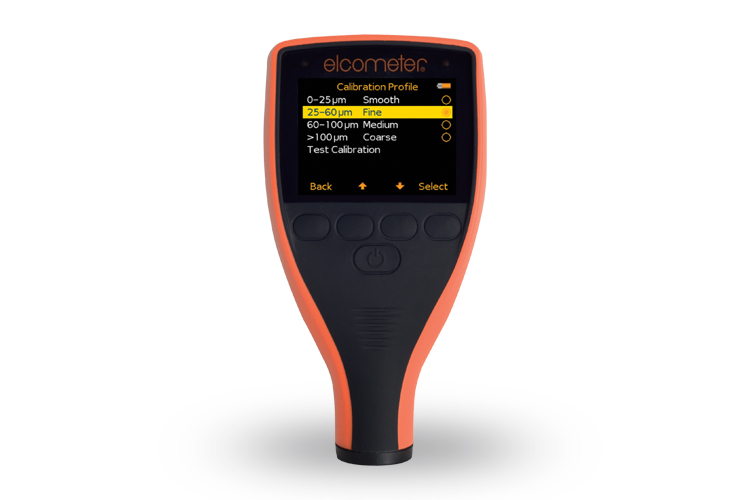 elcometer®
Calibration Profile
0-25µm Smooth
25-60µm Fine
60-100µm Medium
>100µm Coarse
Test Calibration
Back Select